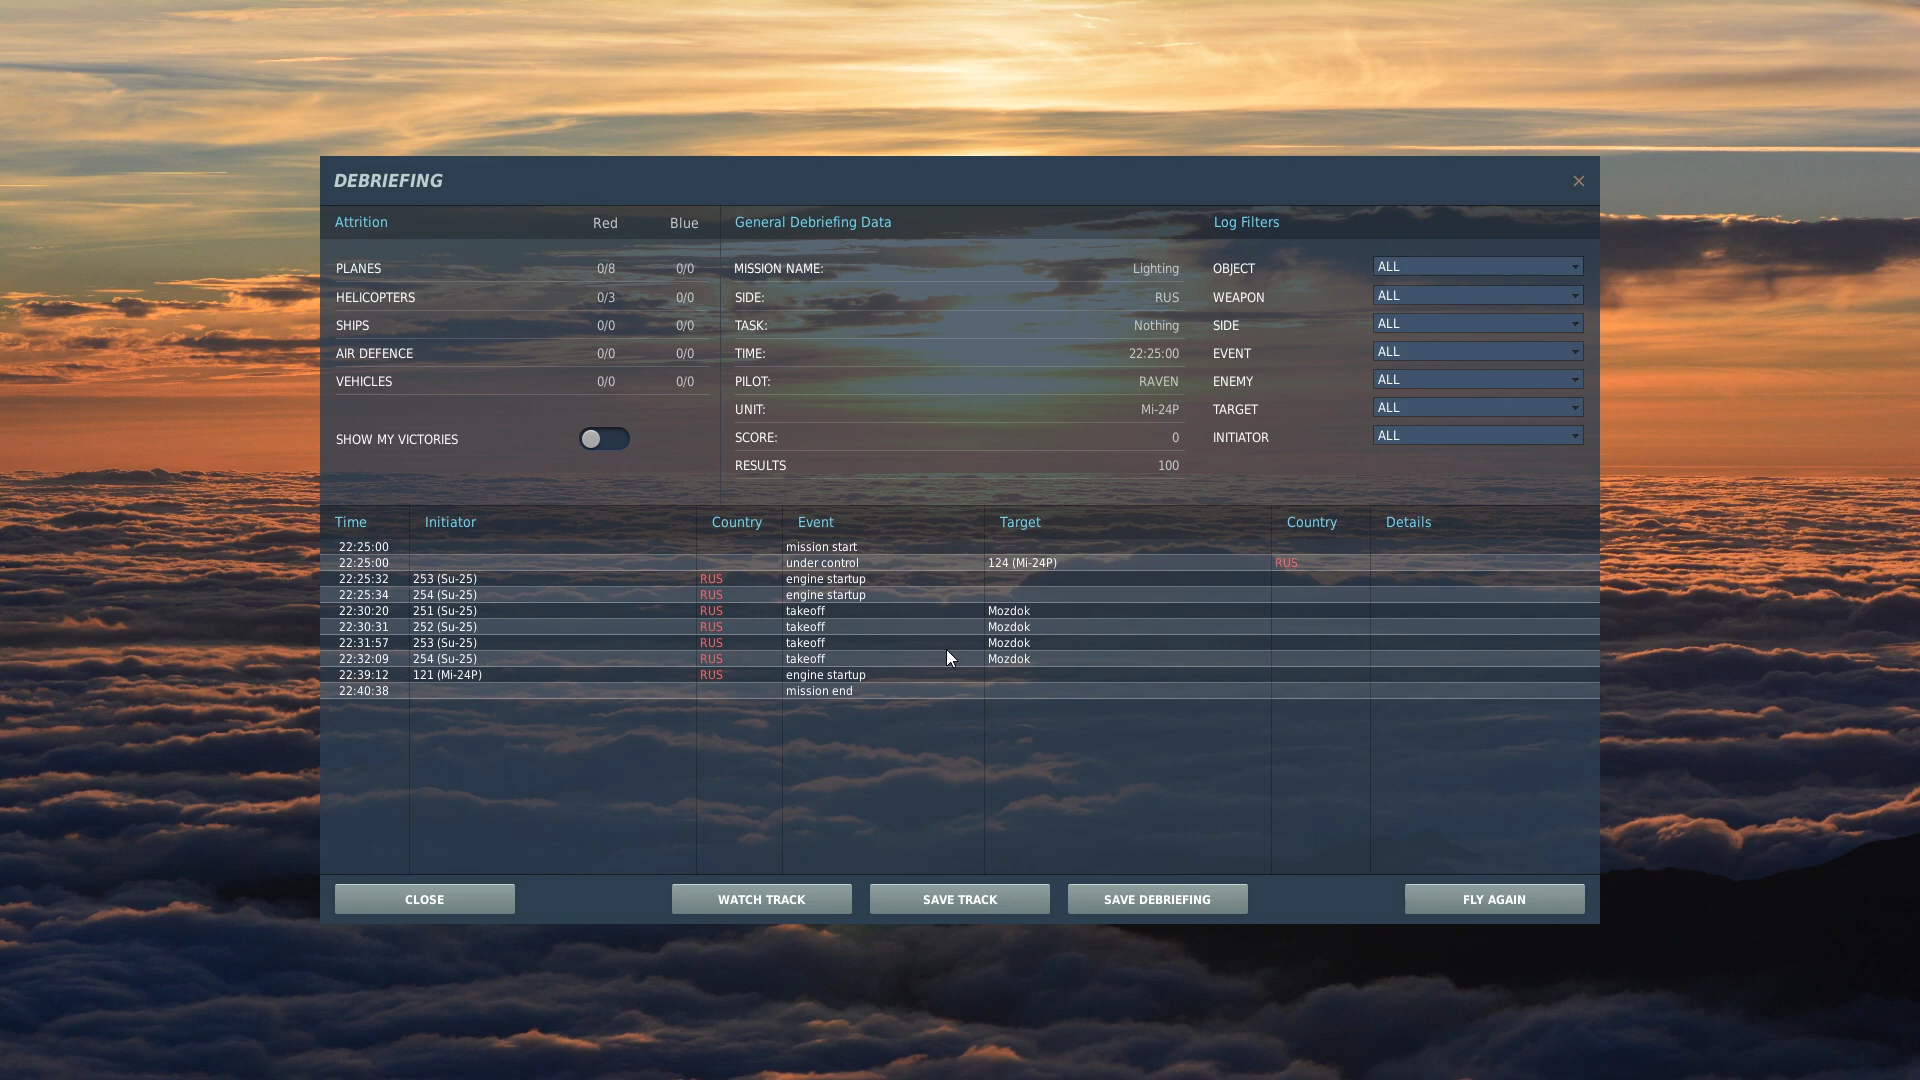 DEBRIEFING
Attrition Red Blue General Debriefing Data Log Filters
PLANES 0/8 0/0 MISSION NAME: Lighting OBJECT ALL
HELICOPTERS 0/3 0/0 SIDE: RUS WEAPON ALL
SHIPS 0/0 0/0 TASK: Nothing SIDE ALL
AIR DEFENCE 0/0 0/0 TIME: 22:25:00 EVENT ALL
VEHICLES 0/0 0/0 PILOT: RAVEN ENEMY ALL
UNIT: Mi-24P TARGET ALL
SHOW MY VICTORIES SCORE: 0 INITIATOR ALL
RESULTS 100
Time Initiator Country Event Target Country Details
22:25:00 mission start
22:25:00 under control 124 (Mi-24P) RUS
22:25:32 253 (Su-25) RUS engine startup
22:25:34 254 (Su-25) RUS engine startup
22:30:20 251 (Su-25) RUS takeoff Mozdok
22:30:31 252 (Su-25) RUS takeoff Mozdok
22:31:57 253 (Su-25) RUS takeoff Mozdok
22:32:09 254 (Su-25) RUS takeoff Mozdok
22:39:12 121 (Mi-24P) RUS engine startup
22:40:38 mission end
CLOSE WATCH TRACK SAVE TRACK SAVE DEBRIEFING FLY AGAIN